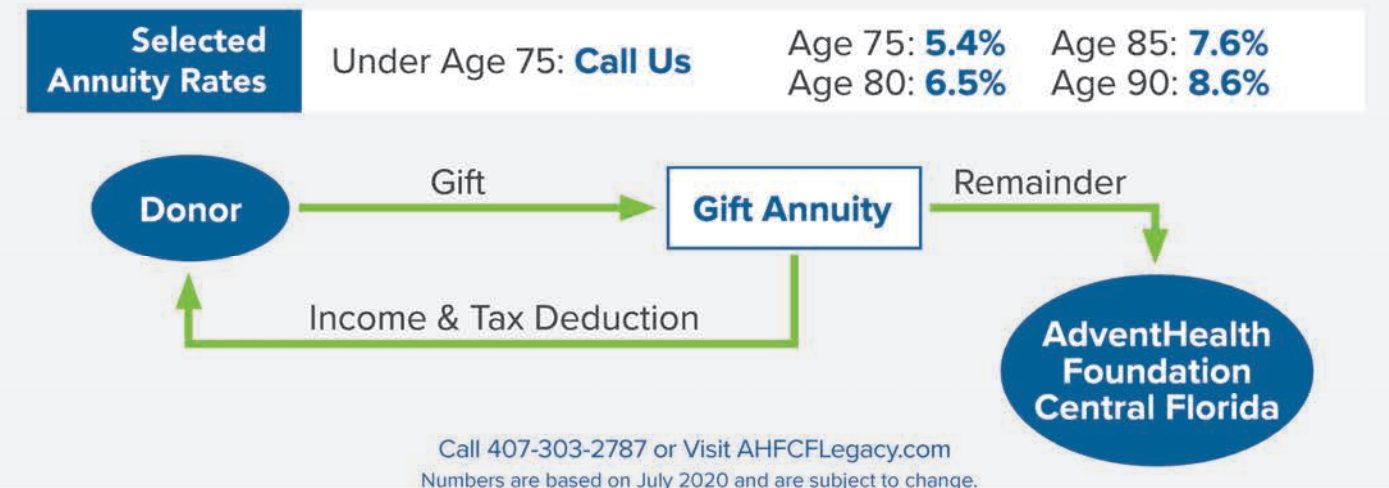 Selected
Annuity Rates
Under Age 75: Call Us
Age 75: 5.4% Age 85: 7.6%
Age 80: 6.5% Age 90: 8.6%
Donor
Gift
Gift Annuity
Remainder
Income & Tax Deduction
AdventHealth
Foundation
Central Florida
Call 407-303-2787 or Visit AHFCFLegacy.com
Numbers are based on July 2020 and are subject to change.